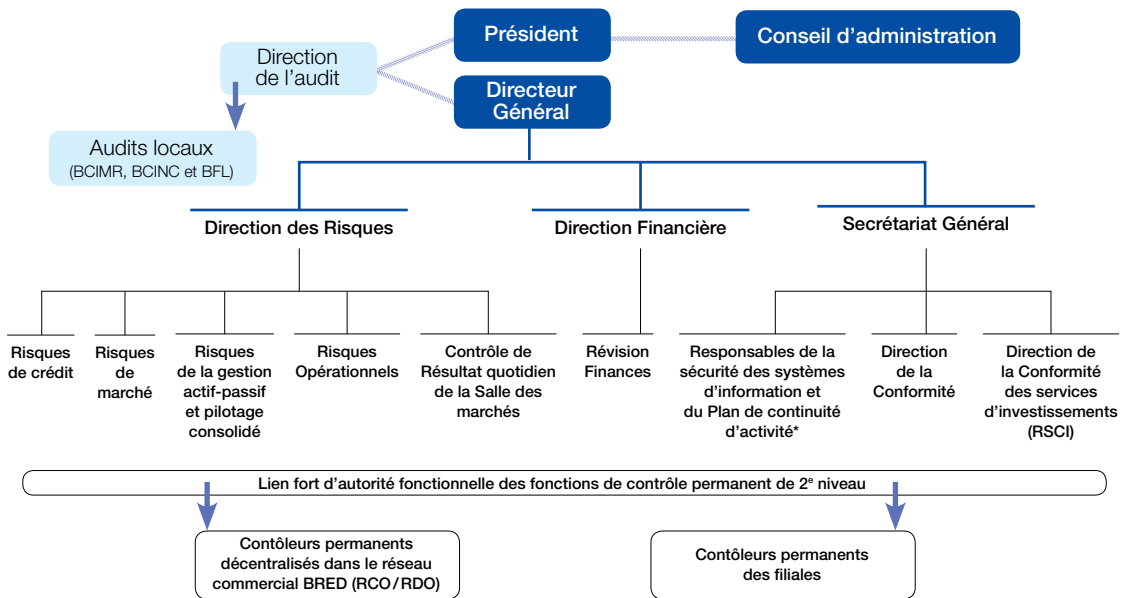 Président
Conseil d'administration
Direction
de l'audit
Directeur
Général
Audits locaux
(BCIMR, BCINC et BFL)
Direction des Risques
Direction Financière
Secrétariat Général
Risques
de crédit
Risques
de
marché
Risques
de la gestion
actif-passif
et pilotage
consolidé
Risques
Opérationnels
Contrôle de
Résultat quotidien
de la Salle des
marchés
Révision
Finances
Responsables de la
sécurité des systèmes
d'information et
du Plan de continuité
d'activité*
Direction
de la
Conformité
Direction de
la Conformité
des services
d'investissements
(RSCI)
Lien fort d'autorité fonctionnelle des fonctions de contrôle permanent de 2e niveau
Contôleurs permanents
décentralisés dans le réseau
commercial BRED (RCO/RDO)
Contôleurs permanents
des filiales